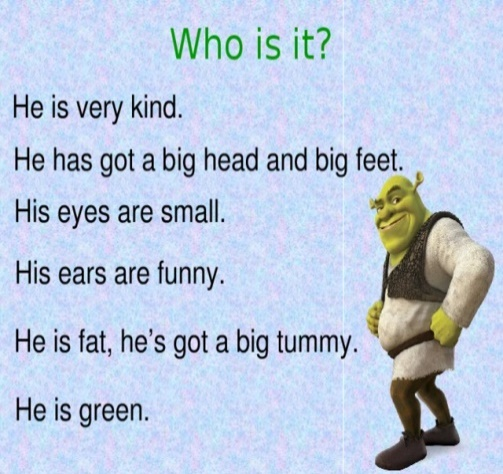 Who is it?
He is very kind.
He has got a big head and big feet.
His eyes are small.
His ears are funny.
He is fat, he's got a big tummy.
He is green.